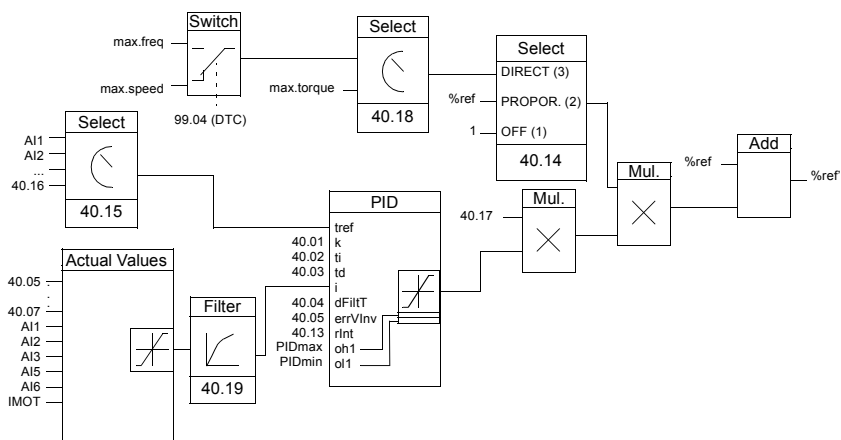 Switch
max.freq
max.speed
99.04 (DTC)
Select
max.torque
40.18
Select
DIRECT (3)
%ref
PROPOR. (2)
1
OFF (1)
40.14
Select
AI1
AI2
...
40.16
40.15
Mul.
%ref
Add
%ref'
Mul.
40.17
PID
tref
40.01 k
40.02 ti
40.03 td
i
40.04 dFiltT
40.05 errVInv
40.13 rInt
PIDmax oh1
PIDmin ol1
Actual Values
40.05
.
.
40.07
AI1
AI2
AI3
AI5
AI6
IMOT
Filter
40.19